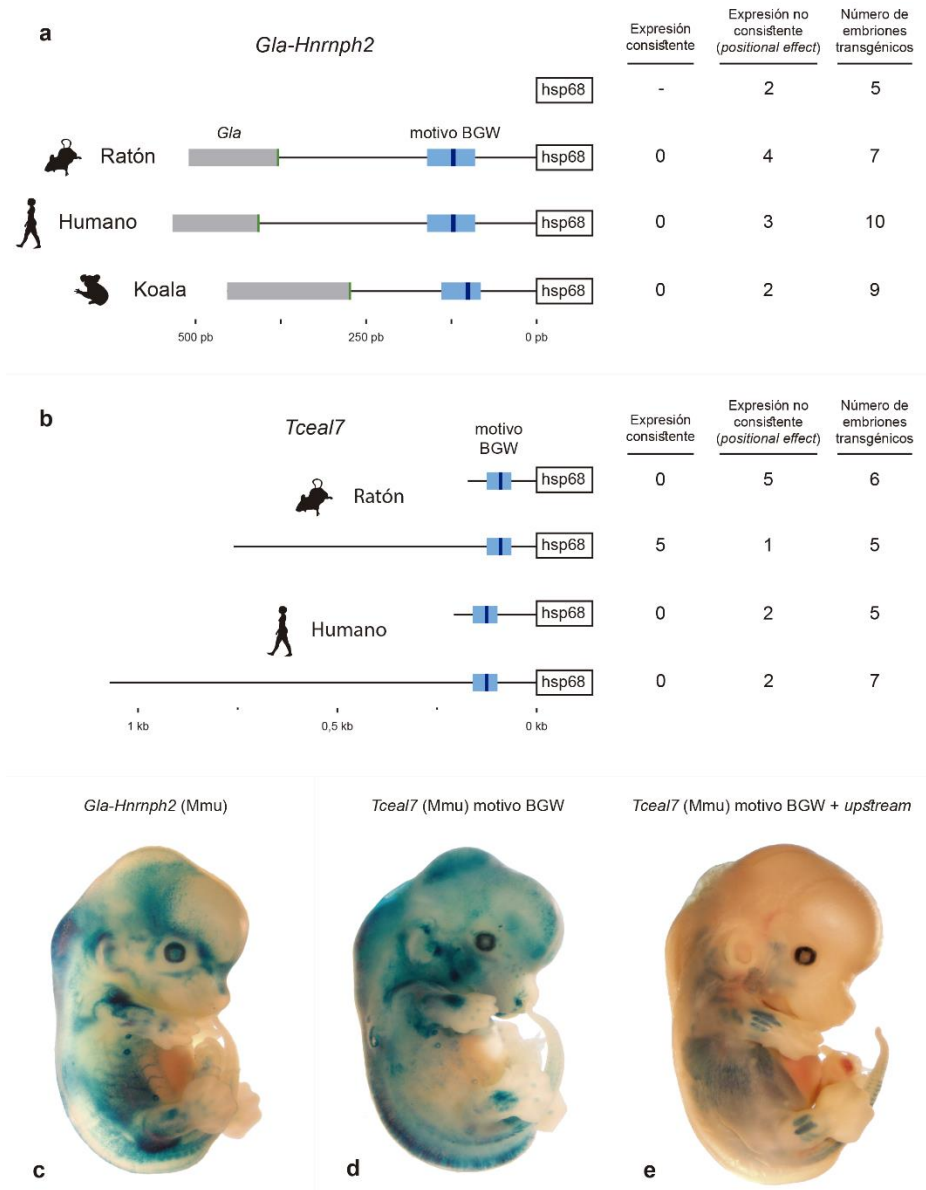 a
Gla-Hnrnph2
Expresión consistente
Expresión no consistente (positional effect)
Número de embriones transgénicos
hsp68 - 2 5
Gla motivo BGW
Ratón hsp68 0 4 7
Humano hsp68 0 3 10
Koala hsp68 0 2 9
500 pb 250 pb 0 pb
b
Tceal7
motivo BGW
Expresión consistente
Expresión no consistente (positional effect)
Número de embriones transgénicos
hsp68 0 5 6
Ratón
hsp68 5 1 5
hsp68 0 2 5
Humano
hsp68 0 2 7
1 kb 0,5 kb 0 kb
Gla-Hnrnph2 (Mmu)
Tceal7 (Mmu) motivo BGW
Tceal7 (Mmu) motivo BGW + upstream
c d e